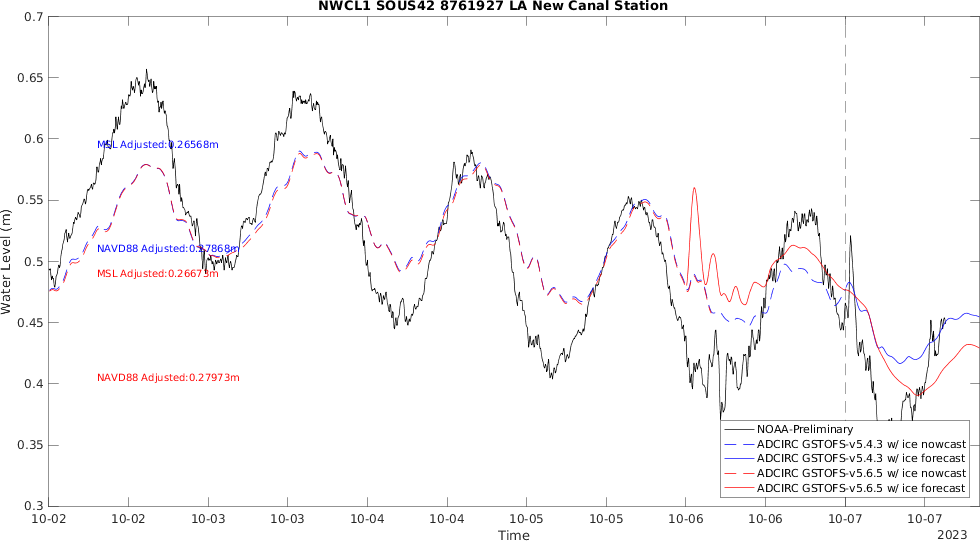 NWCL1 SOUS42 8761927 LA New Canal Station
0.7
0.65
0.6
0.55
0.5
0.45
0.4
0.35
0.3
Water Level (m)
MSL Adjusted:0.26568m
NAVD88 Adjusted:0.27868m
MSL Adjusted:0.26673m
NAVD88 Adjusted:0.27973m
NOAA-Preliminary
ADCIRC GSTOFS-v5.4.3 w/ ice nowcast
ADCIRC GSTOFS-v5.4.3 w/ ice forecast
ADCIRC GSTOFS-v5.6.5 w/ ice nowcast
ADCIRC GSTOFS-v5.6.5 w/ ice forecast
10-02 10-02 10-03 10-03 10-04 10-04 10-05 10-05 10-06 10-06 10-07 10-07
2023
Time